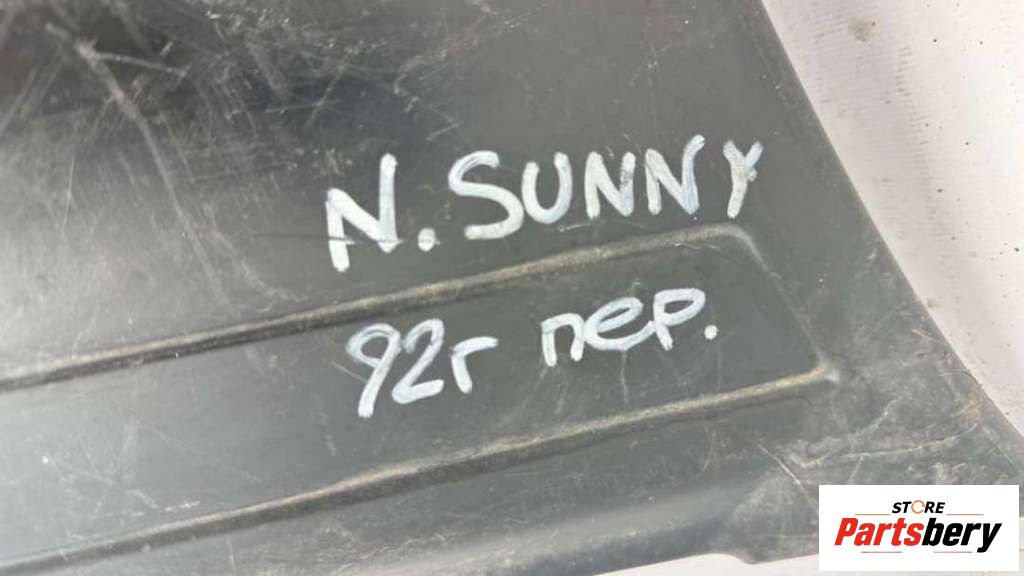 N. SUNNY
92г пер.
STORE
Partsbery